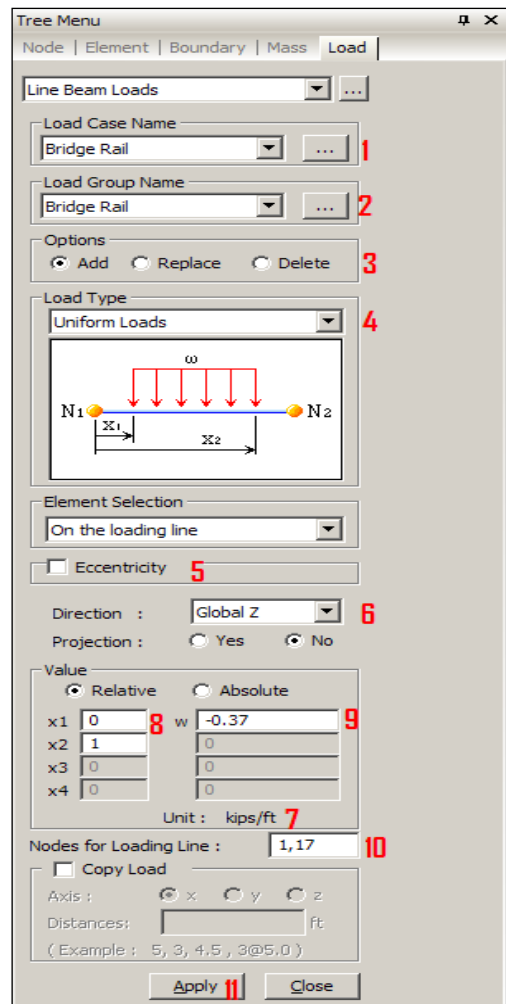 Tree Menu
Node | Element | Boundary | Mass | Load
Line Beam Loads ...
Load Case Name
Bridge Rail ... 1
Load Group Name
Bridge Rail ... 2
Options
Add Replace Delete 3
Load Type
Uniform Loads 4
ω
N1 N2
X1
X2
Element Selection
On the loading line
Eccentricity 5
Direction : Global Z 6
Projection : Yes No
Value
Relative Absolute
x1 0 8 w -0.37 9
x2 1 0
x3 0 0
x4 0 0
Unit : kips/ft 7
Nodes for Loading Line : 1,17 10
Copy Load
Axis : x y z
Distances: ft
( Example : 5, 3, 4.5 , 3@5.0 )
Apply 11 Close